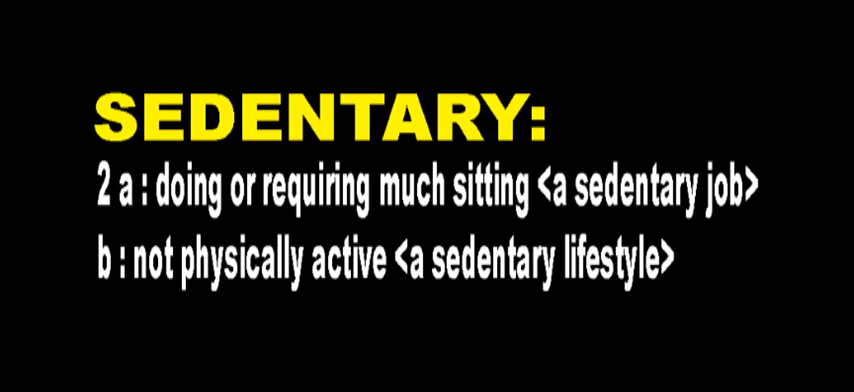 SEDENTARY:
2 a : doing or requiring much sitting <a sedentary job>
b : not physically active <a sedentary lifestyle>